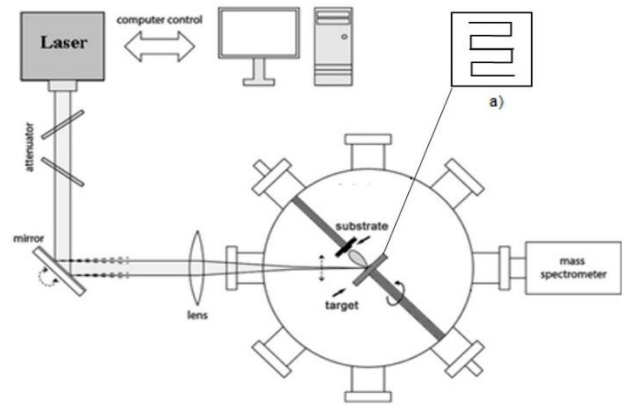 computer control
Laser
a)
attenuator
mirror
substrate
lens
target
mass
spectrometer